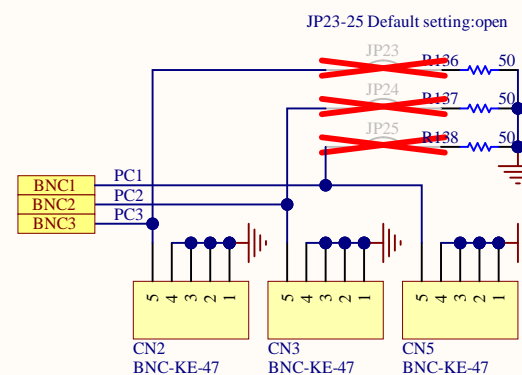 JP23-25 Default setting:open
JP23
R136 50
JP24
R137 50
JP25
R138 50
BNC1 PC1
BNC2 PC2
BNC3 PC3
5 4 3 2 1 5 4 3 2 1 5 4 3 2 1
CN2 CN3 CN5
BNC-KE-47 BNC-KE-47 BNC-KE-47